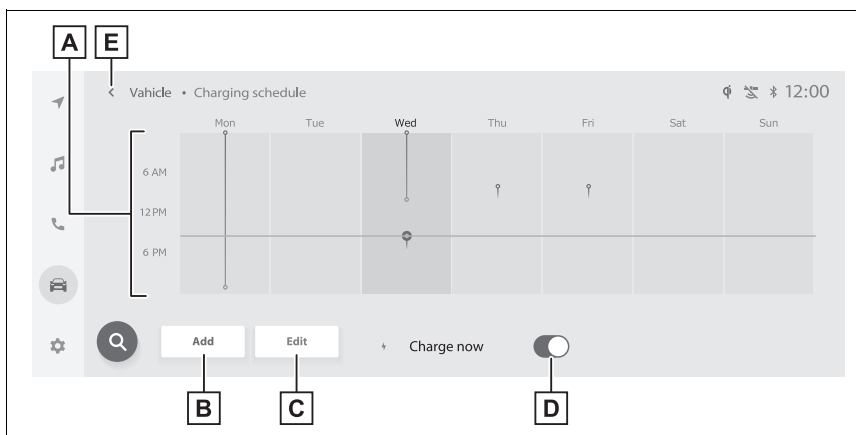 A E
Vahicle • Charging schedule 12:00
Mon Tue Wed Thu Fri Sat Sun
6 AM
12 PM
6 PM
Add Edit Charge now
B C D